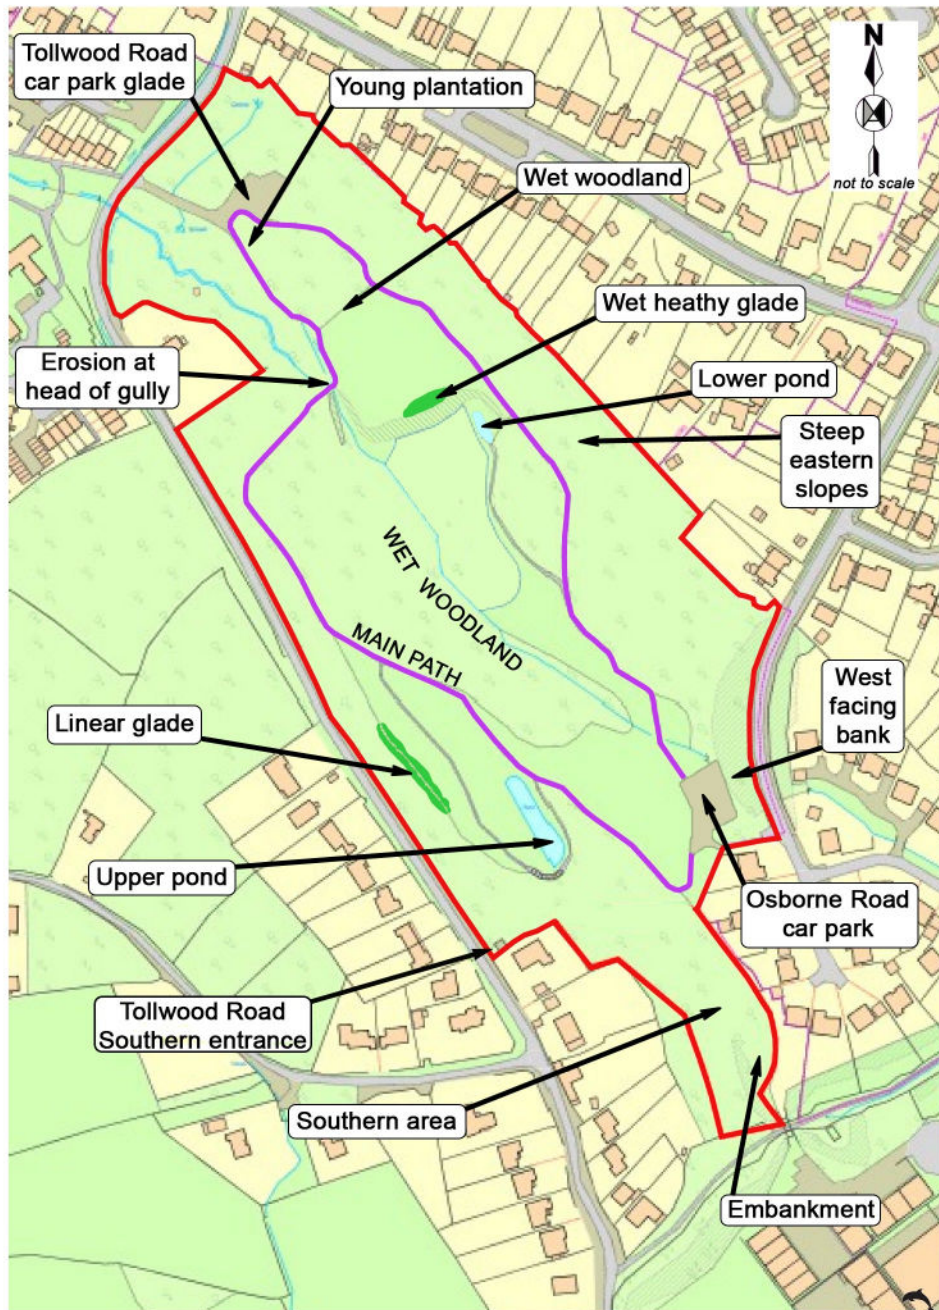 Tollwood Road
car park glade
Young plantation
N
not to scale
Wet woodland
Wet heathy glade
Erosion at
head of gully
Lower pond
Steep
eastern
slopes
WET WOODLAND
MAIN PATH
West
facing
bank
Linear glade
Upper pond
Osborne Road
car park
Tollwood Road
Southern entrance
Southern area
Embankment